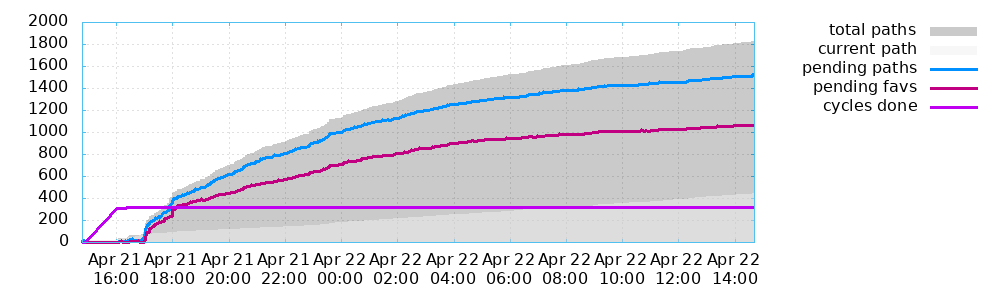 2000
1800
1600
1400
1200
1000
800
600
400
200
0
Apr 21 Apr 21 Apr 21 Apr 21 Apr 22 Apr 22 Apr 22 Apr 22 Apr 22 Apr 22 Apr 22 Apr 22
16:00 18:00 20:00 22:00 00:00 02:00 04:00 06:00 08:00 10:00 12:00 14:00
total paths
current path
pending paths
pending favs
cycles done